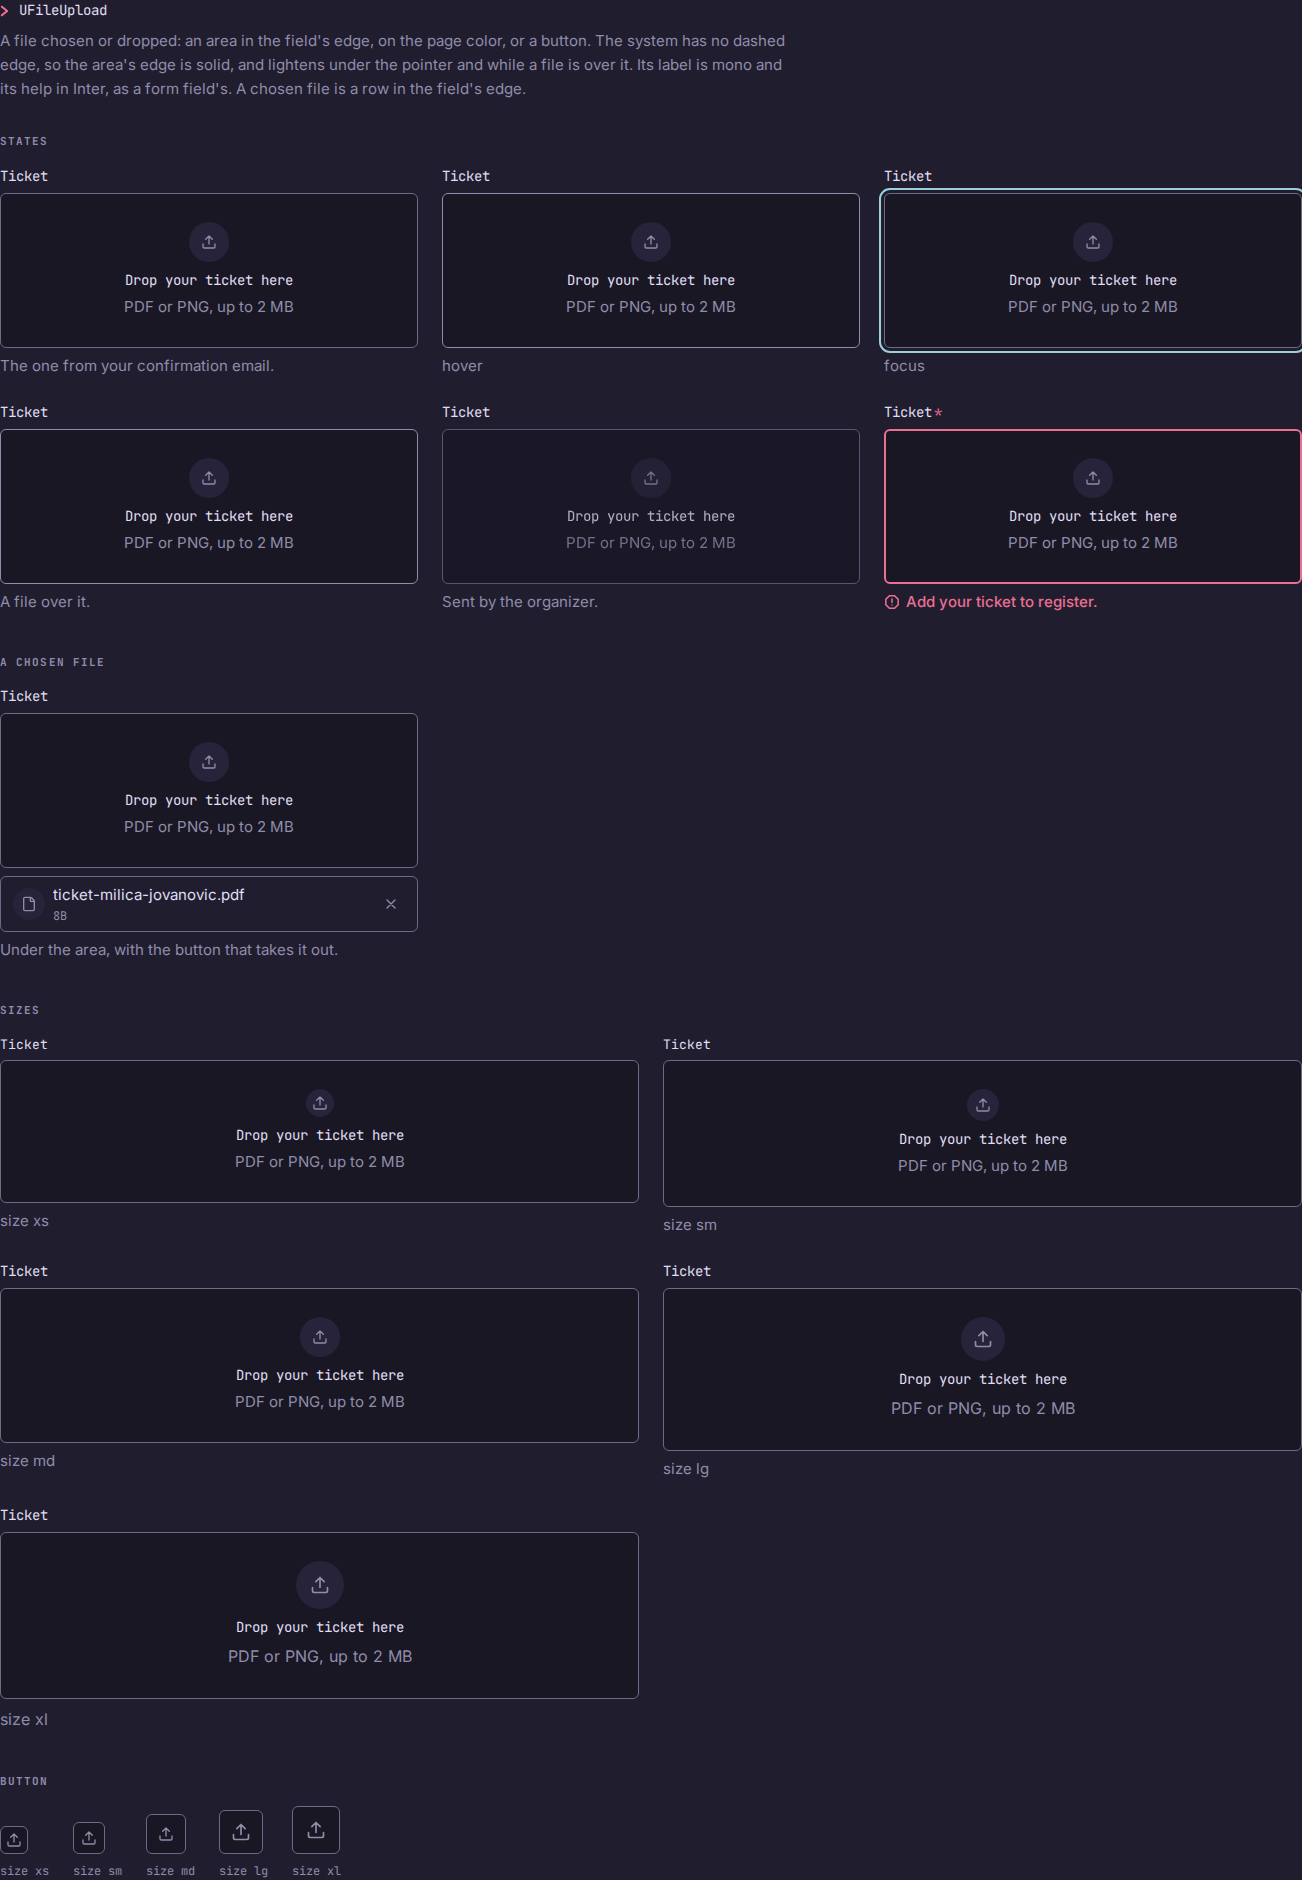 UFileUpload
A file chosen or dropped: an area in the field's edge, on the page color, or a button. The system has no dashed
edge, so the area's edge is solid, and lightens under the pointer and while a file is over it. Its label is mono and
its help in Inter, as a form field's. A chosen file is a row in the field's edge.
STATES
Ticket
Drop your ticket here
PDF or PNG, up to 2 MB
The one from your confirmation email.
Ticket
Drop your ticket here
PDF or PNG, up to 2 MB
hover
Ticket
Drop your ticket here
PDF or PNG, up to 2 MB
focus
Ticket
Drop your ticket here
PDF or PNG, up to 2 MB
A file over it.
Ticket
Drop your ticket here
PDF or PNG, up to 2 MB
Sent by the organizer.
Ticket*
Drop your ticket here
PDF or PNG, up to 2 MB
Add your ticket to register.
A CHOSEN FILE
Ticket
Drop your ticket here
PDF or PNG, up to 2 MB
ticket-milica-jovanovic.pdf
8B
Under the area, with the button that takes it out.
SIZES
Ticket
Drop your ticket here
PDF or PNG, up to 2 MB
size xs
Ticket
Drop your ticket here
PDF or PNG, up to 2 MB
size sm
Ticket
Drop your ticket here
PDF or PNG, up to 2 MB
size md
Ticket
Drop your ticket here
PDF or PNG, up to 2 MB
size lg
Ticket
Drop your ticket here
PDF or PNG, up to 2 MB
size xl
BUTTON
size xs
size sm
size md
size lg
size xl